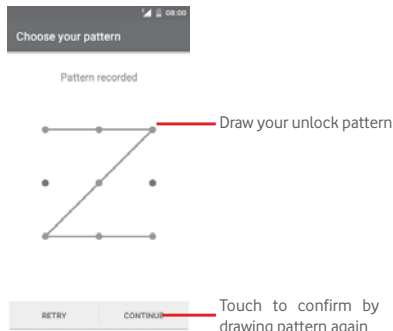 08:00
Choose your pattern
Pattern recorded
Draw your unlock pattern
RETRY CONTINUE
Touch to confirm by
drawing pattern again